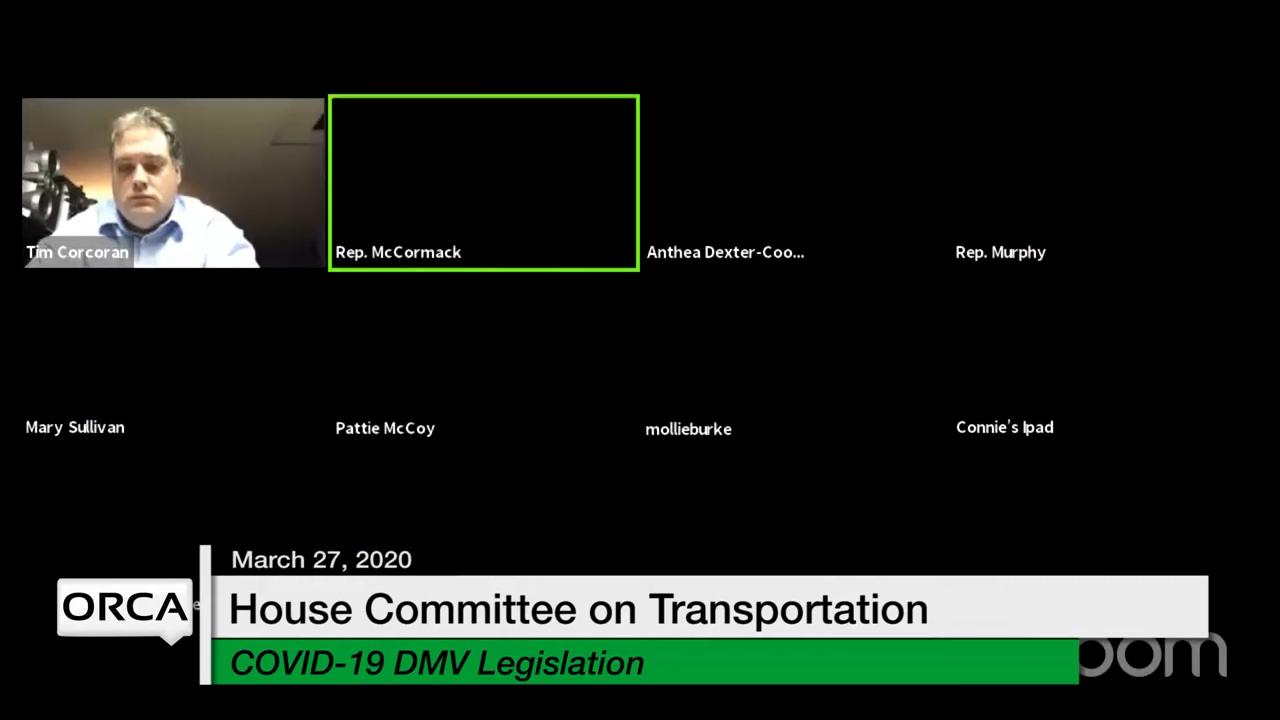 Tim Corcoran
Rep. McCormack
Anthea Dexter-Coo...
Rep. Murphy
Mary Sullivan
Pattie McCoy
mollieburke
Connie's Ipad
March 27, 2020
ORCA
House Committee on Transportation
COVID-19 DMV Legislation